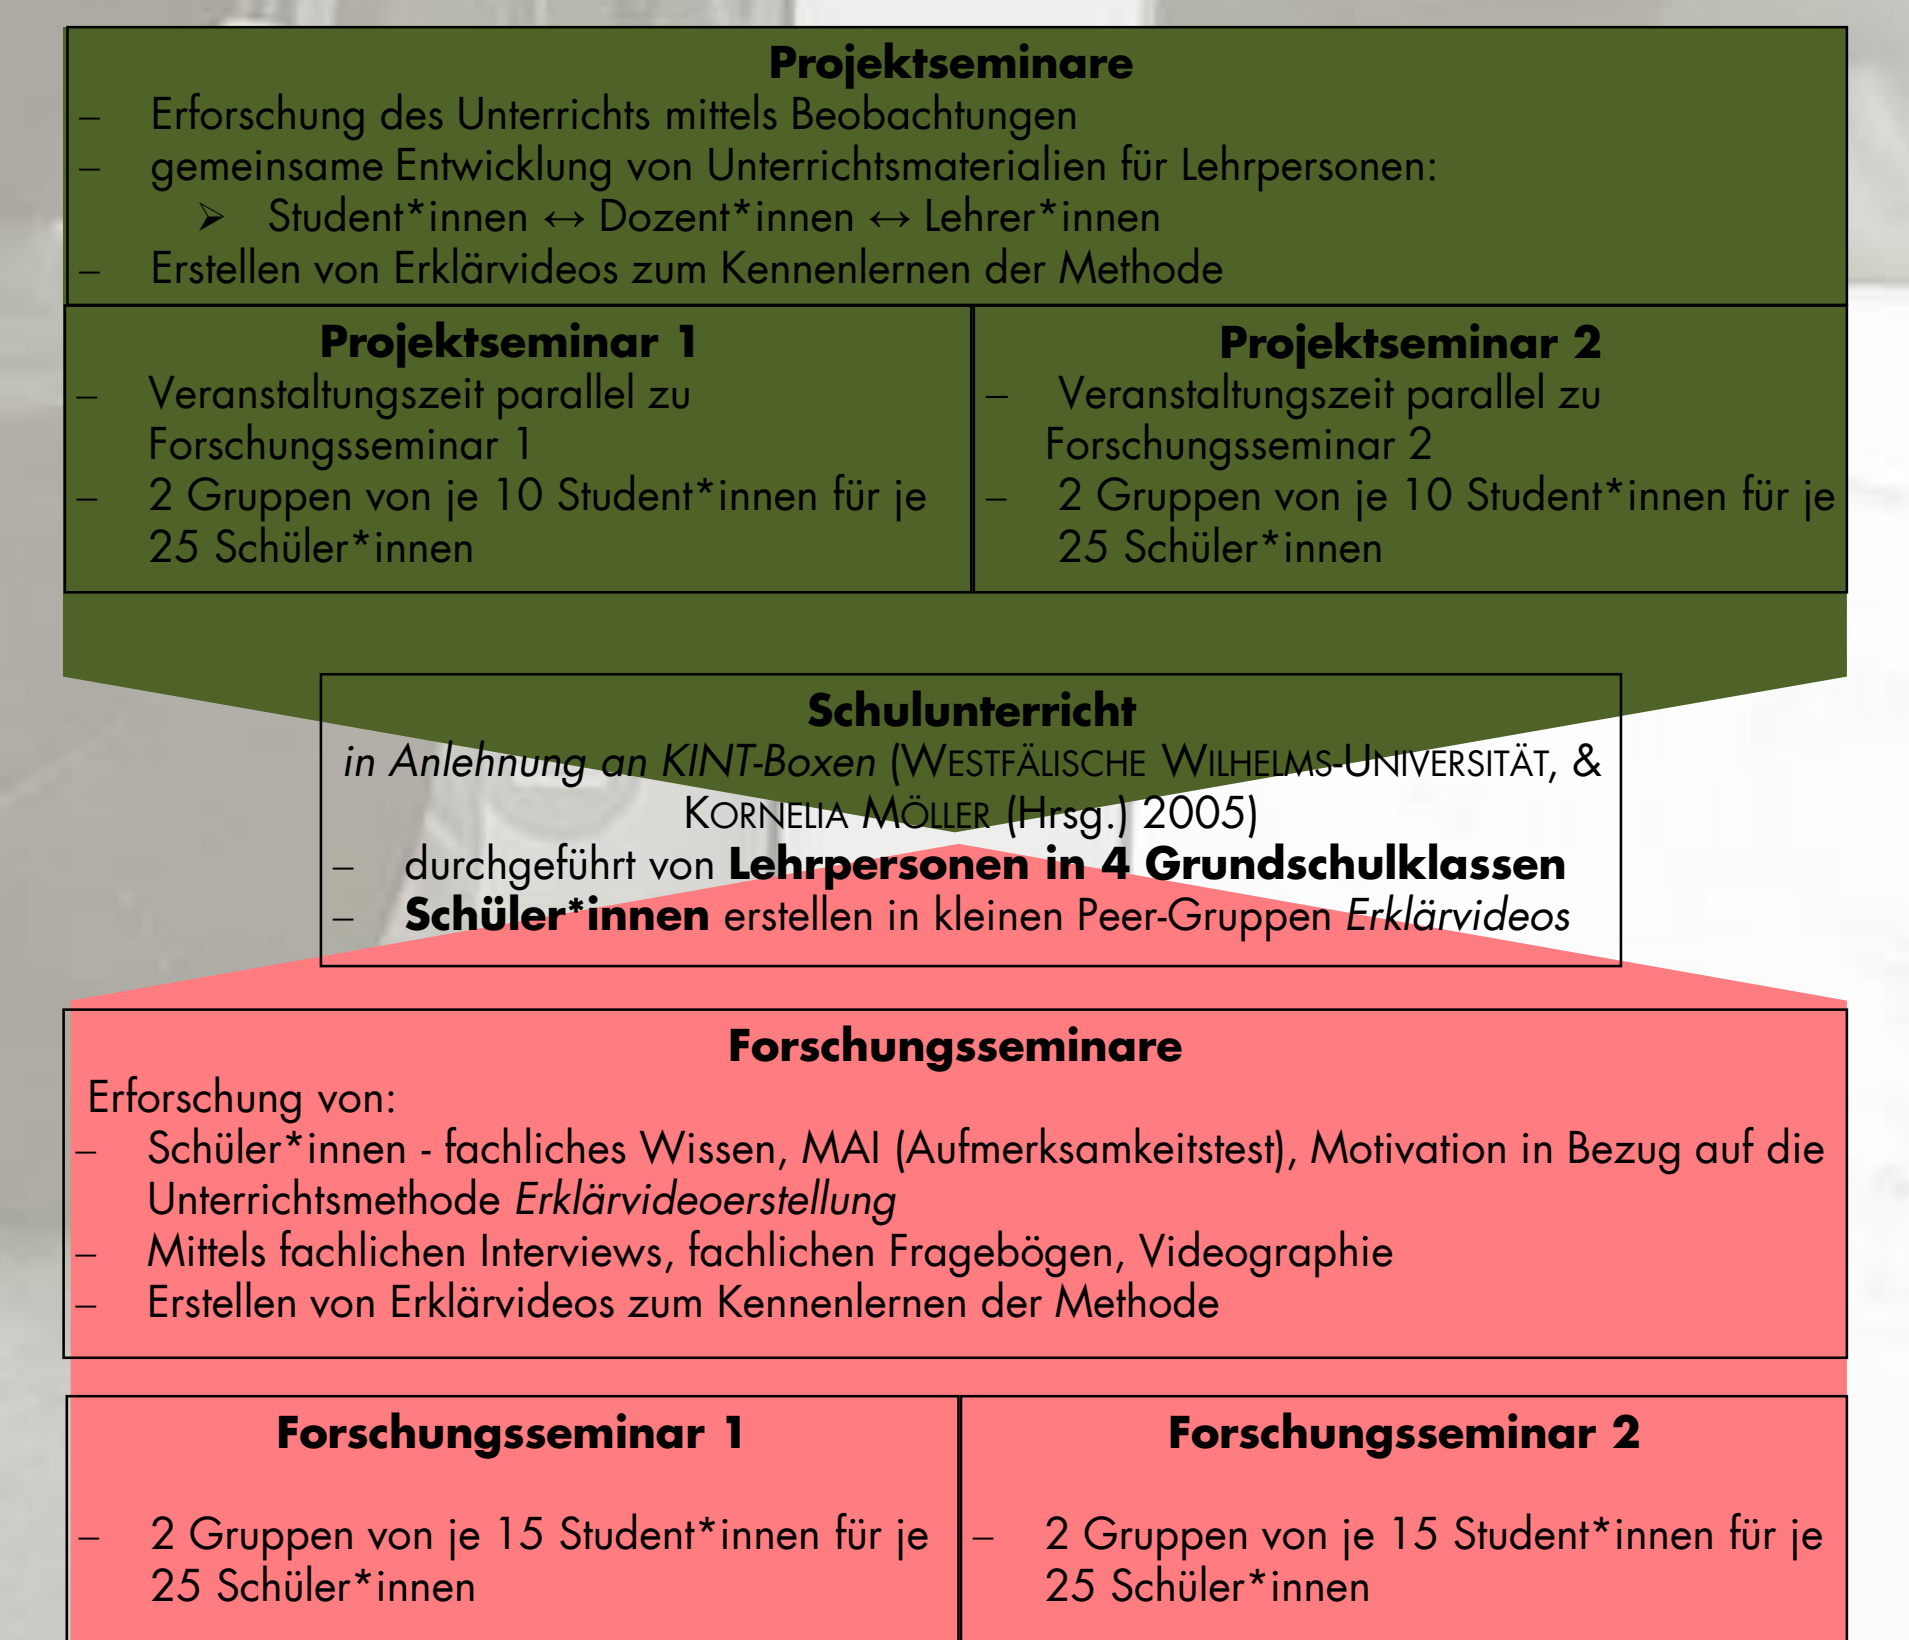 Projektseminare
– Erforschung des Unterrichts mittels Beobachtungen
– gemeinsame Entwicklung von Unterrichtsmaterialien für Lehrpersonen:
➢ Student*innen ↔ Dozent*innen ↔ Lehrer*innen
– Erstellen von Erklärvideos zum Kennenlernen der Methode
Projektseminar 1
– Veranstaltungszeit parallel zu
Forschungsseminar 1
– 2 Gruppen von je 10 Student*innen für je
25 Schüler*innen
Projektseminar 2
– Veranstaltungszeit parallel zu
Forschungsseminar 2
– 2 Gruppen von je 10 Student*innen für je
25 Schüler*innen
Schulunterricht
in Anlehnung an KINT-Boxen (WESTFÄLISCHE WILHELMS-UNIVERSITÄT, &
KORNELIA MÖLLER (Hrsg.) 2005)
– durchgeführt von Lehrpersonen in 4 Grundschulklassen
– Schüler*innen erstellen in kleinen Peer-Gruppen Erklärvideos
Forschungsseminare
Erforschung von:
– Schüler*innen - fachliches Wissen, MAI (Aufmerksamkeitstest), Motivation in Bezug auf die
Unterrichtsmethode Erklärvideoerstellung
– Mittels fachlichen Interviews, fachlichen Fragebögen, Videographie
– Erstellen von Erklärvideos zum Kennenlernen der Methode
Forschungsseminar 1
– 2 Gruppen von je 15 Student*innen für je
25 Schüler*innen
Forschungsseminar 2
– 2 Gruppen von je 15 Student*innen für je
25 Schüler*innen